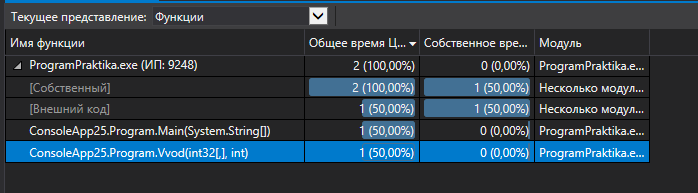 Текущее представление: Функции
Имя функции Общее время Ц... Собственное вре... Модуль
ProgramPraktika.exe (ИП: 9248) 2 (100,00%) 0 (0,00%) ProgramPraktika.e...
[Собственный] 2 (100,00%) 1 (50,00%) Несколько модул...
[Внешний код] 1 (50,00%) 1 (50,00%) Несколько модул...
ConsoleApp25.Program.Main(System.String[]) 1 (50,00%) 0 (0,00%) ProgramPraktika.e...
ConsoleApp25.Program.Vvod(int32[,], int) 1 (50,00%) 0 (0,00%) ProgramPraktika.e...